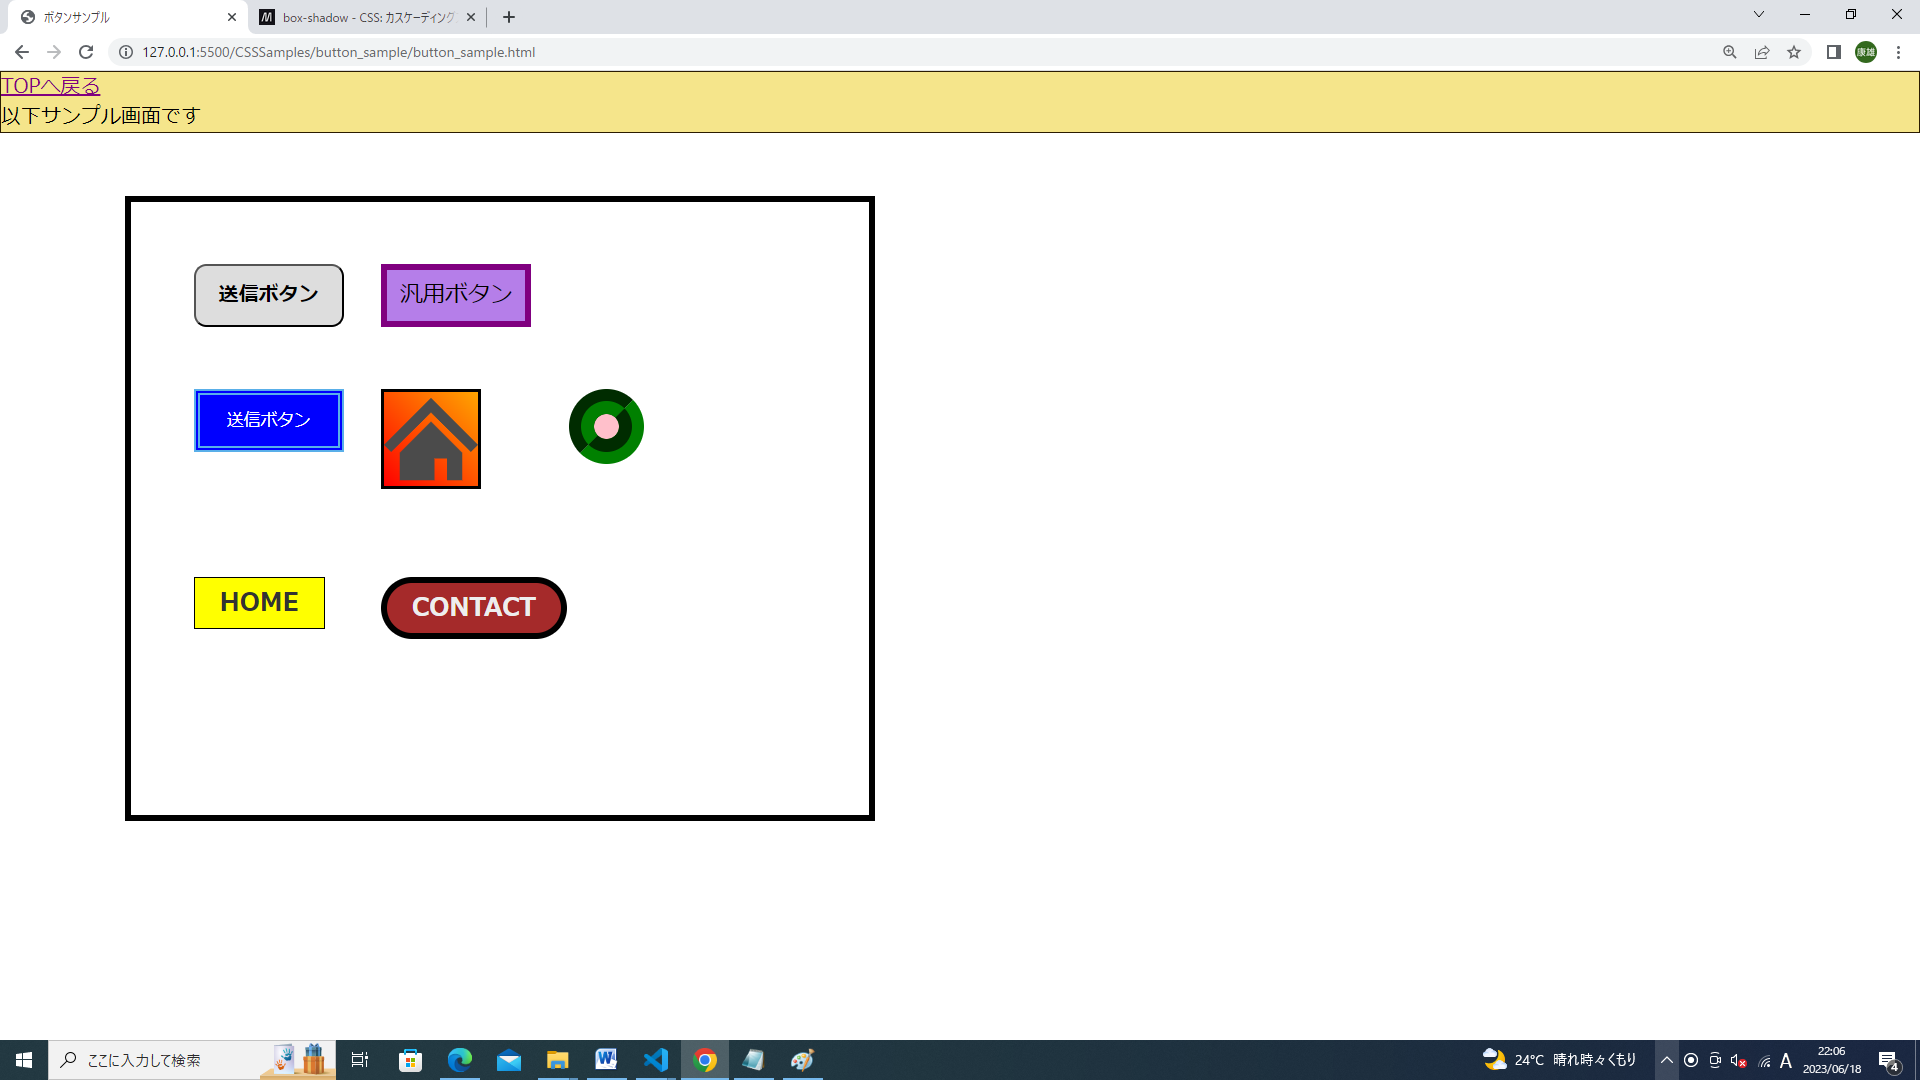 ボタンサンプル
box-shadow - CSS: カスケーディング
127.0.0.1:5500/CSSSamples/button_sample/button_sample.html
康雄
TOPへ戻る
以下サンプル画面です
送信ボタン
汎用ボタン
送信ボタン
HOME
CONTACT
ここに入力して検索
24°C 晴れ時々くもり
A
22:06
2023/06/18
4